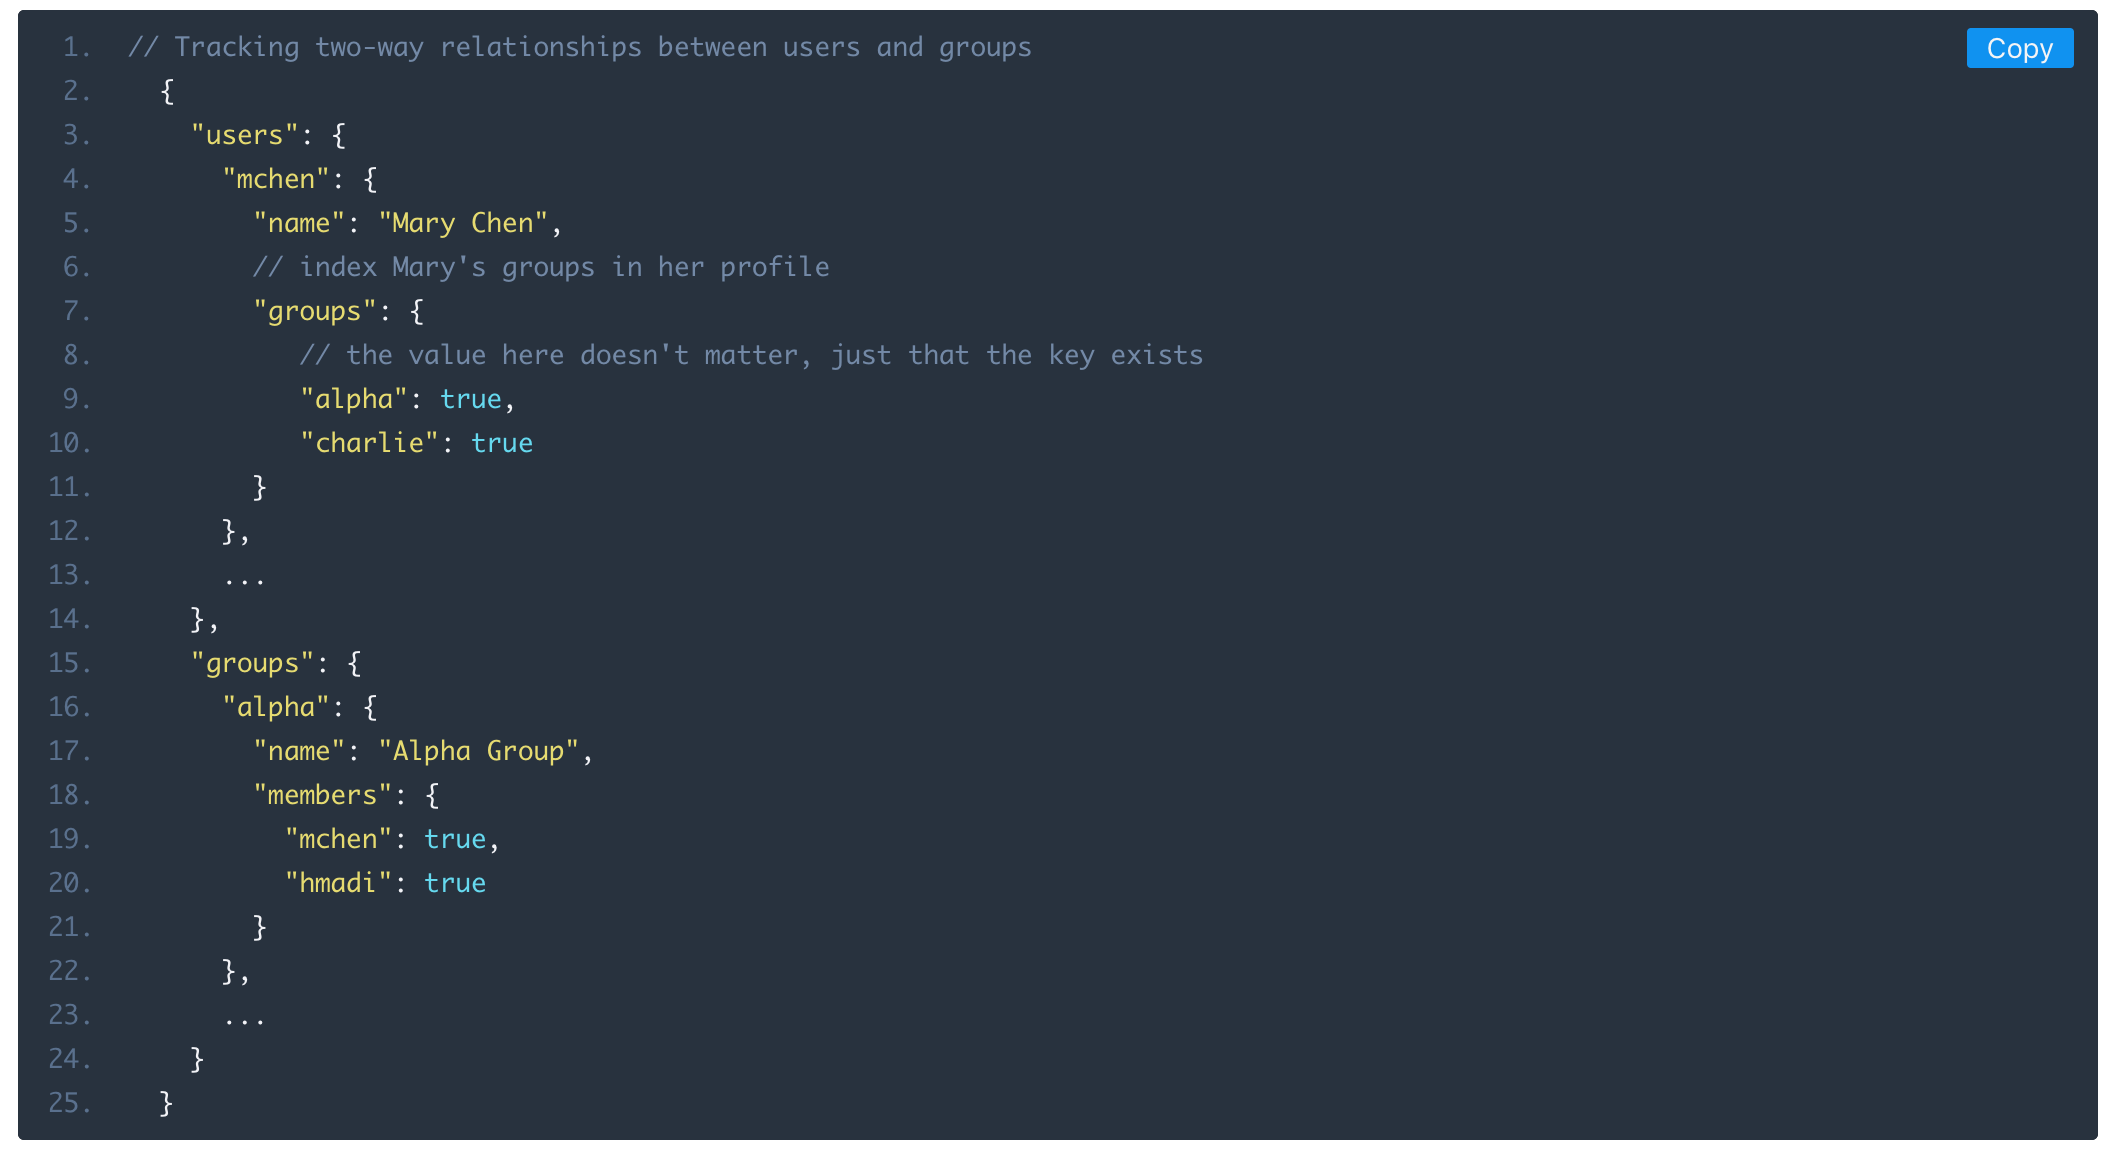 1. // Tracking two-way relationships between users and groups
Copy
2. {
3. "users": {
4. "mchen": {
5. "name": "Mary Chen",
6. // index Mary's groups in her profile
7. "groups": {
8. // the value here doesn't matter, just that the key exists
9. "alpha": true,
10. "charlie": true
11. }
12. },
13. ...
14. },
15. "groups": {
16. "alpha": {
17. "name": "Alpha Group",
18. "members": {
19. "mchen": true,
20. "hmadi": true
21. }
22. },
23. ...
24. }
25. }